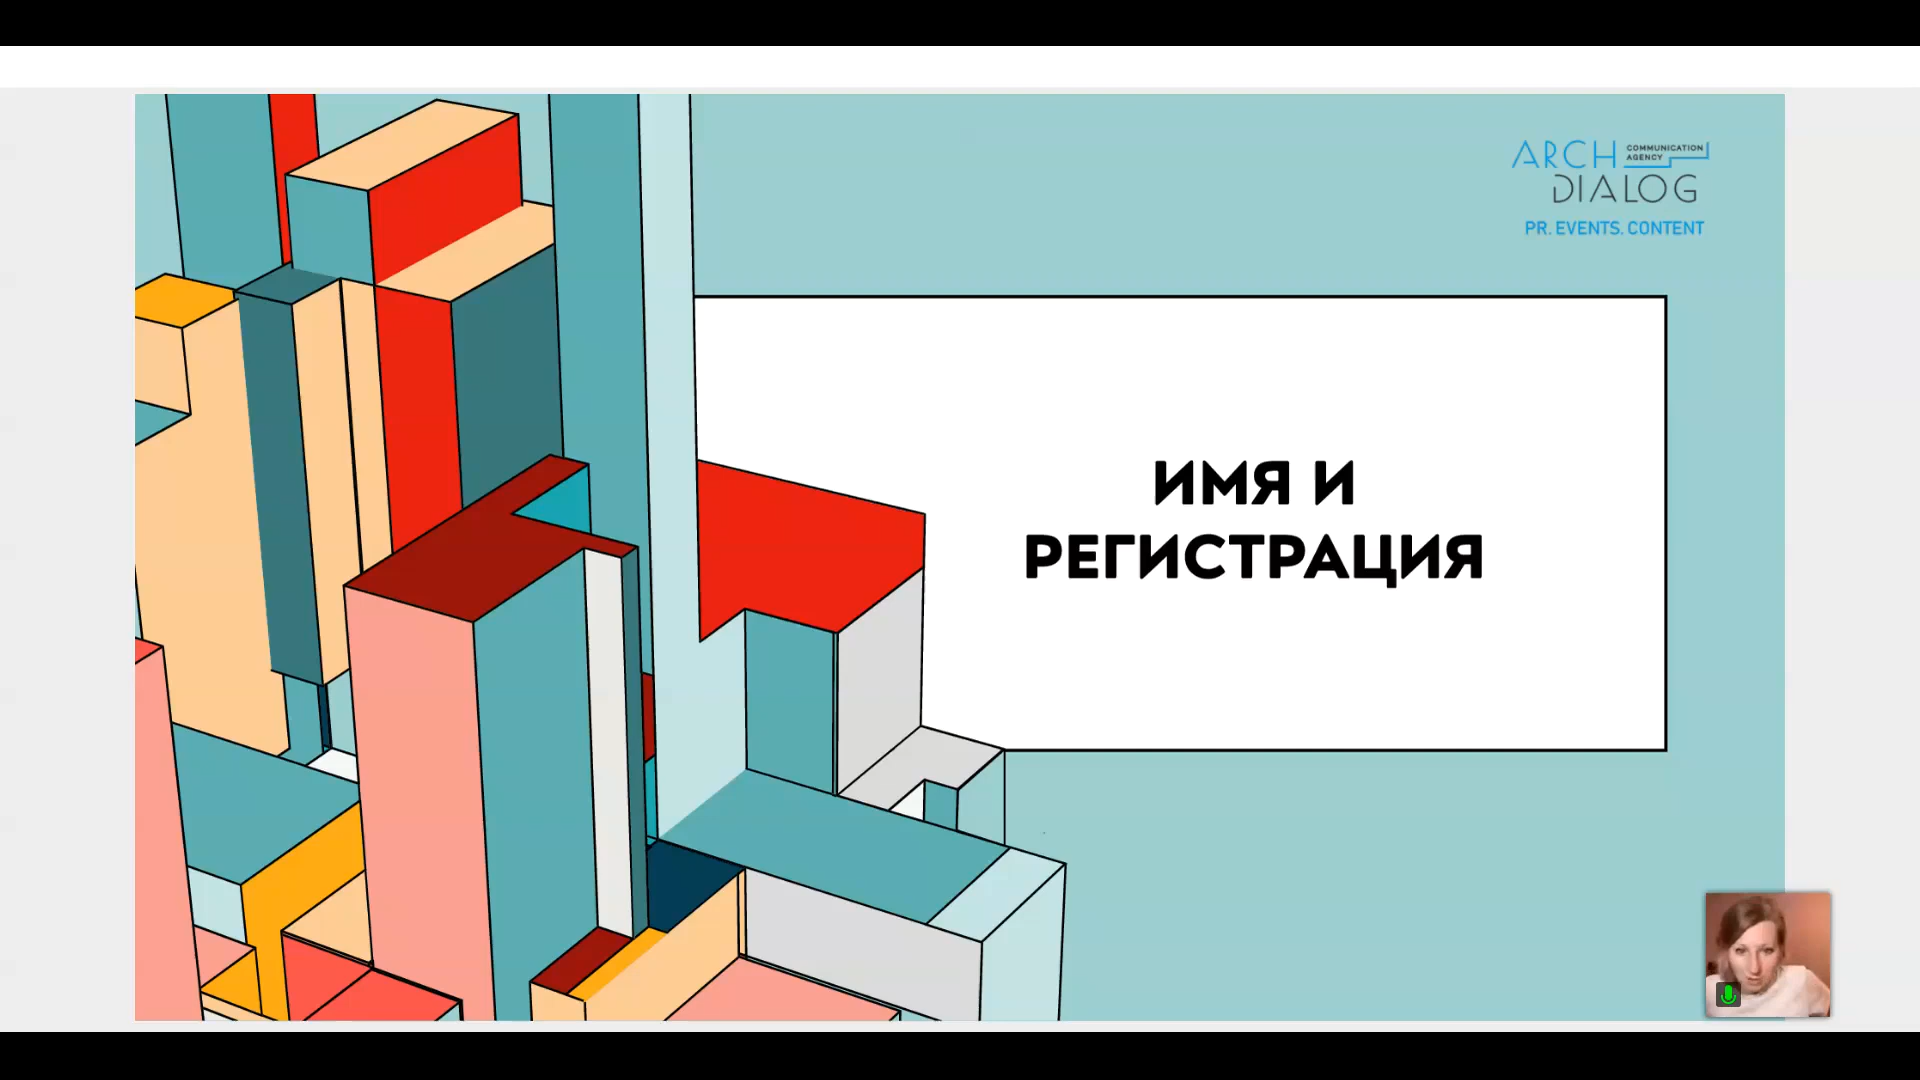 ARCH COMMUNICATION
AGENCY
DIALOG
PR. EVENTS. CONTENT
ИМЯ И
РЕГИСТРАЦИЯ